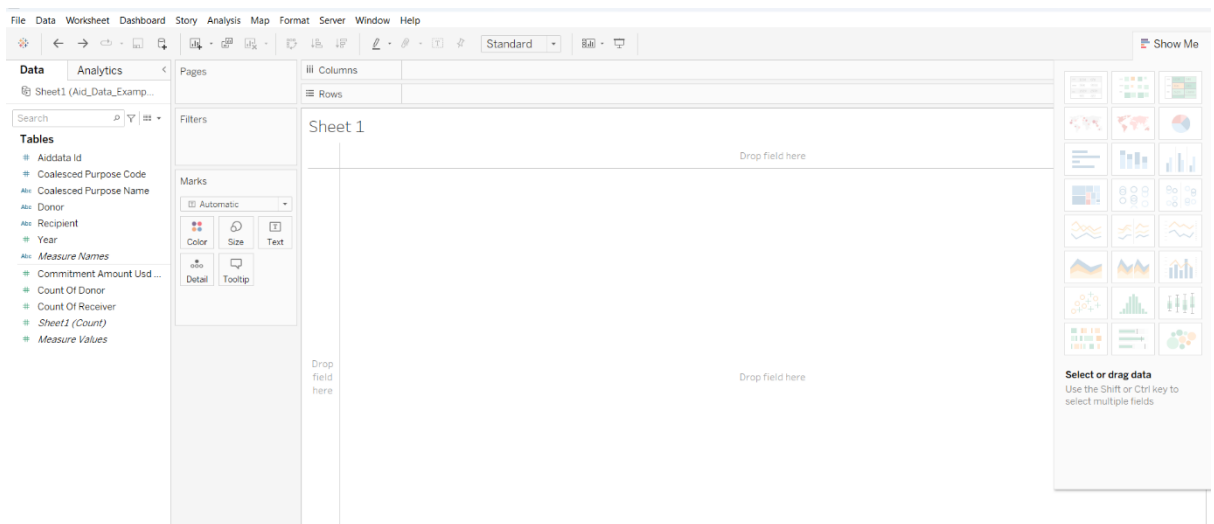 File Data Worksheet Dashboard Story Analysis Map Format Server Window Help
Standard
Show Me
Data Analytics <
Sheet1 (Aid_Data_Examp...
Search
Tables
# Aiddata Id
# Coalesced Purpose Code
Abc Coalesced Purpose Name
Abc Donor
Abc Recipient
# Year
Abc Measure Names
# Commitment Amount Usd ...
# Count Of Donor
# Count Of Receiver
# Sheet1 (Count)
# Measure Values
Pages
Filters
Marks
Automatic
Color Size Text
Detail Tooltip
Columns
Rows
Sheet 1
Drop field here
Drop
field
here
Drop field here
Select or drag data
Use the Shift or Ctrl key to
select multiple fields